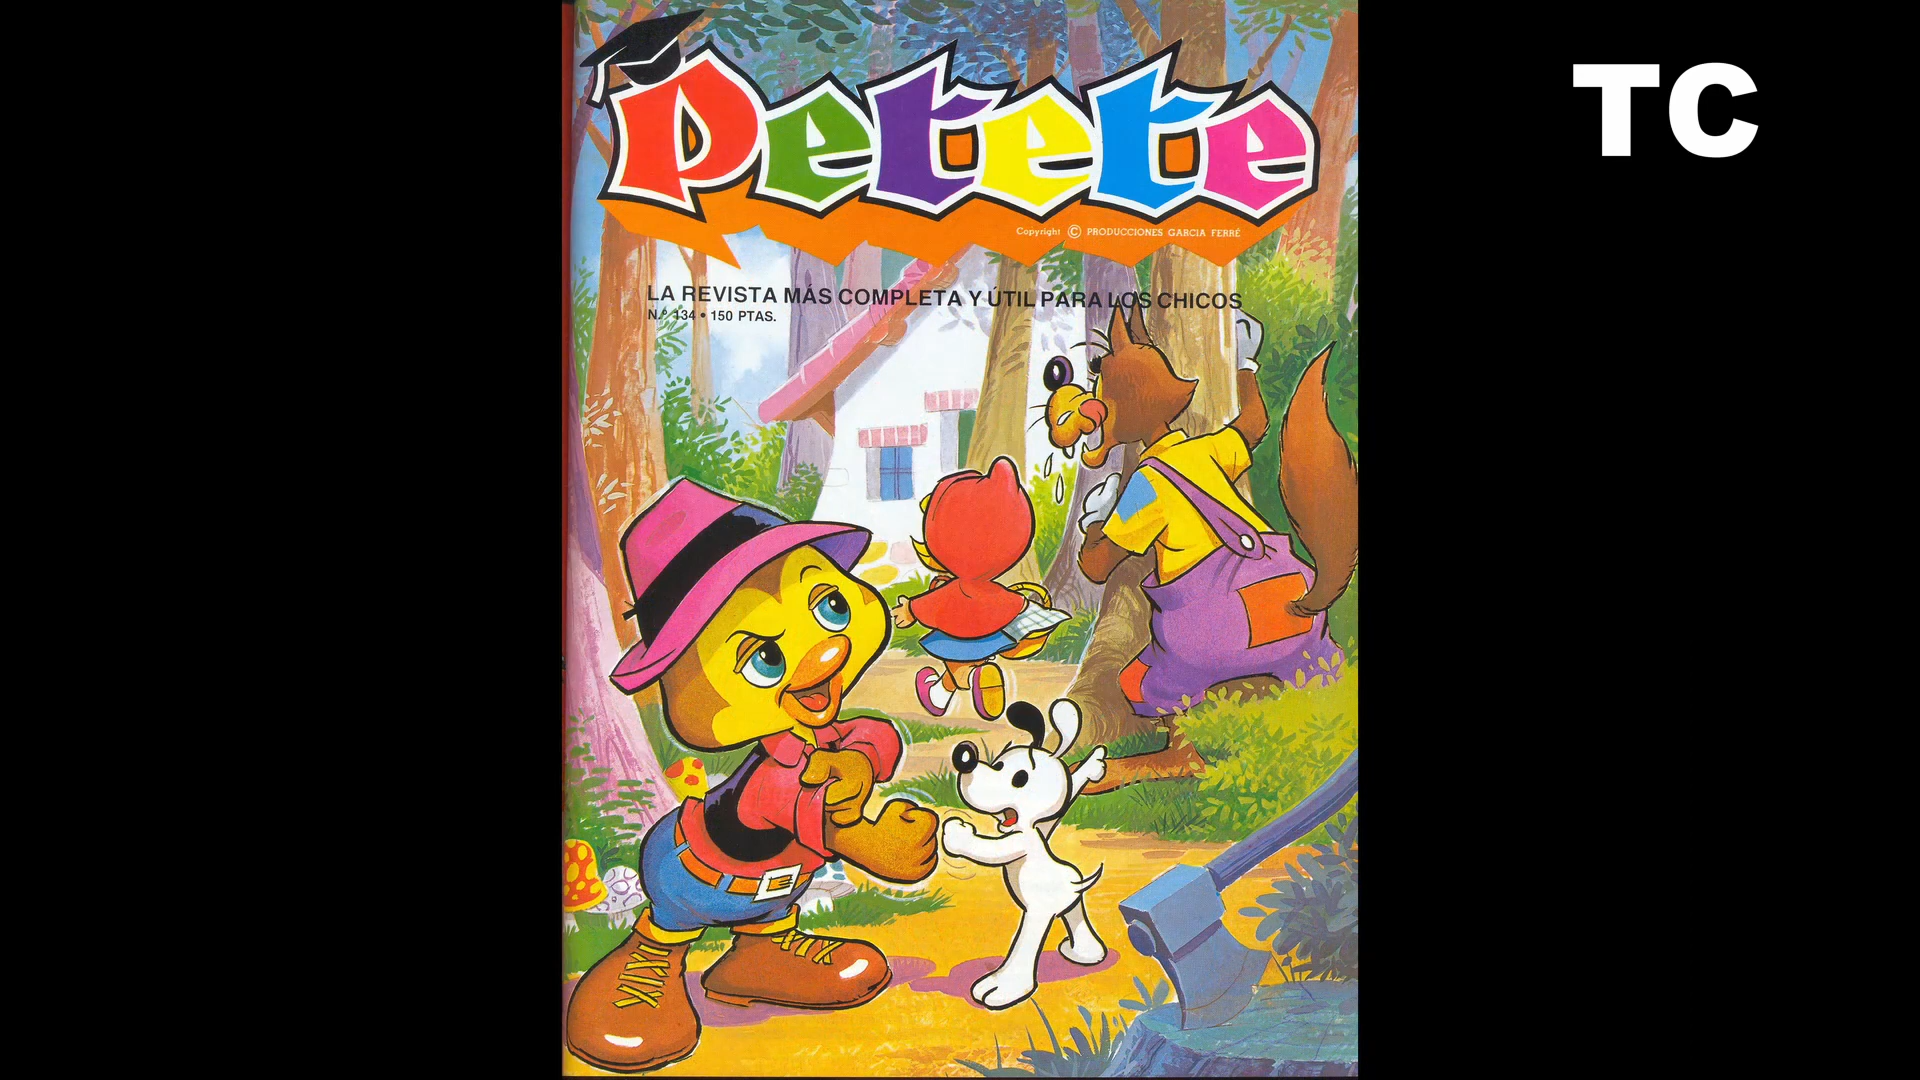 TC
Petete
Copyright © PRODUCCIONES GARCIA FERRÉ
LA REVISTA MÁS COMPLETA Y ÚTIL PARA LOS CHICOS
N.º 134 • 150 PTAS.